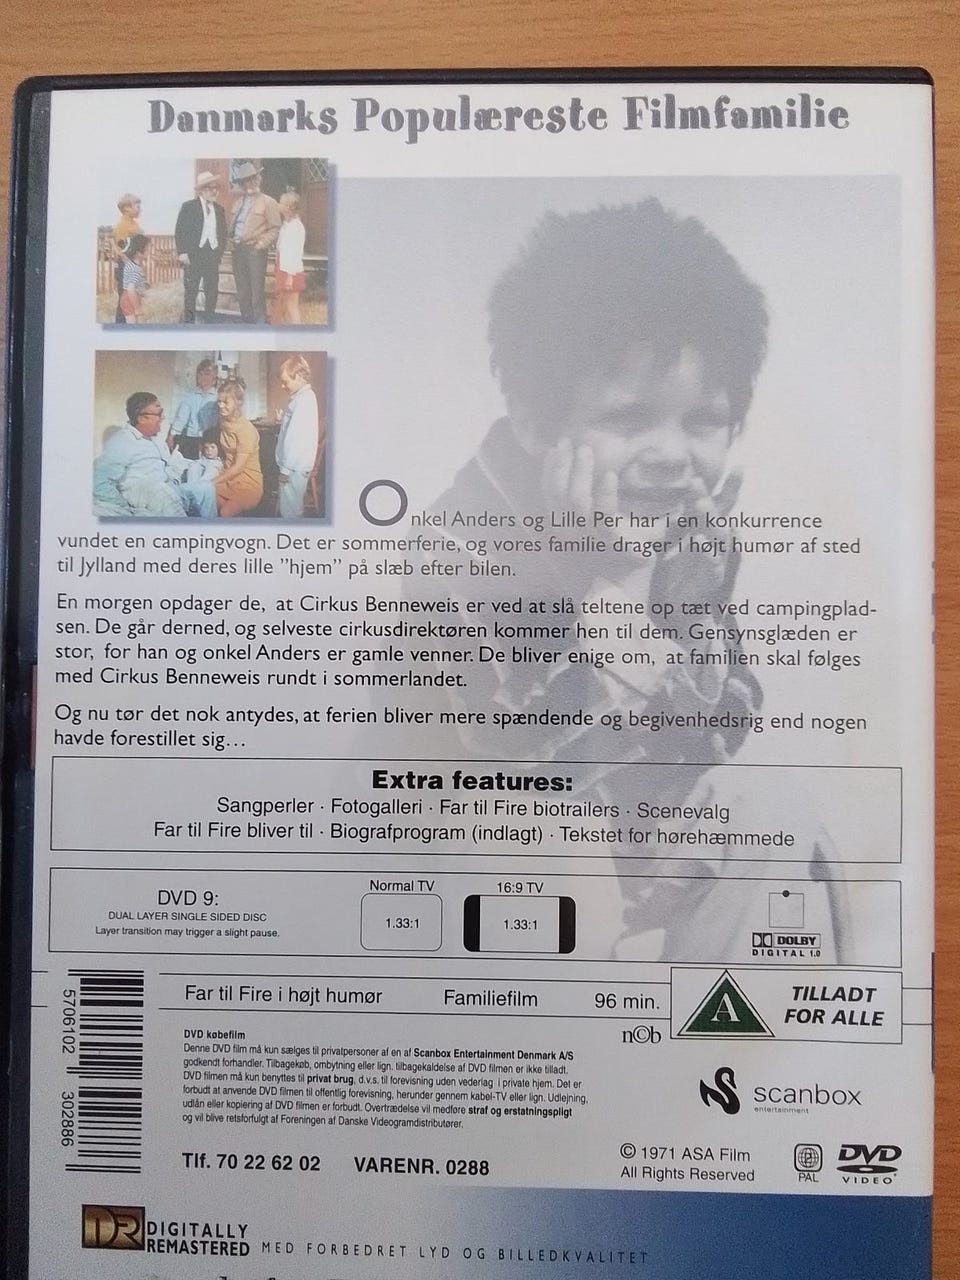 Danmarks Populæreste Filmfamilie
Onkel Anders og Lille Per har i en konkurrence
vundet en campingvogn. Det er sommerferie, og vores familie drager i højt humør af sted
til Jylland med deres lille ”hjem” på slæb efter bilen.
En morgen opdager de, at Cirkus Benneweis er ved at slå teltene op tæt ved campingplad-
sen. De går derned, og selveste cirkusdirektøren kommer hen til dem. Gensynsglæden er
stor, for han og onkel Anders er gamle venner. De bliver enige om, at familien skal følges
med Cirkus Benneweis rundt i sommerlandet.
Og nu tør det nok antydes, at ferien bliver mere spændende og begivenhedsrig end nogen
havde forestillet sig...
Extra features:
Sangperler · Fotogalleri · Far til Fire biotrailers · Scenevalg
Far til Fire bliver til · Biografprogram (indlagt) · Tekstet for hørehæmmede
DVD 9:
DUAL LAYER SINGLE SIDED DISC
Layer transition may trigger a slight pause.
Normal TV
1.33:1
16:9 TV
1.33:1
DOLBY
DIGITAL 1.0
5706102 302886
Far til Fire i højt humør Familiefilm 96 min.
A
TILLADT
FOR ALLE
n©b
DVD købefilm
Denne DVD film må kun sælges til privatpersoner af en af Scanbox Entertainment Denmark A/S
godkendt forhandler. Tilbagekøb, ombytning eller lign. tilbagekaldelse af DVD filmen er ikke tilladt.
DVD filmen må kun benyttes til privat brug, d.v.s. til forevisning uden vederlag i private hjem. Det er
forbudt at anvende DVD filmen til offentlig forevisning, herunder gennem kabel-TV eller lign. Udlejning,
udlån eller kopiering af DVD filmen er forbudt. Overtrædelse vil medføre straf og erstatningspligt
og vil blive retsforfulgt af Foreningen af Danske Videogramdistributører.
scanbox
entertainment
Tlf. 70 22 62 02 VARENR. 0288
© 1971 ASA Film
All Rights Reserved
2
PAL
DVD
VIDEO
DR DIGITALLY
REMASTERED MED FORBEDRET LYD OG BILLEDKVALITET